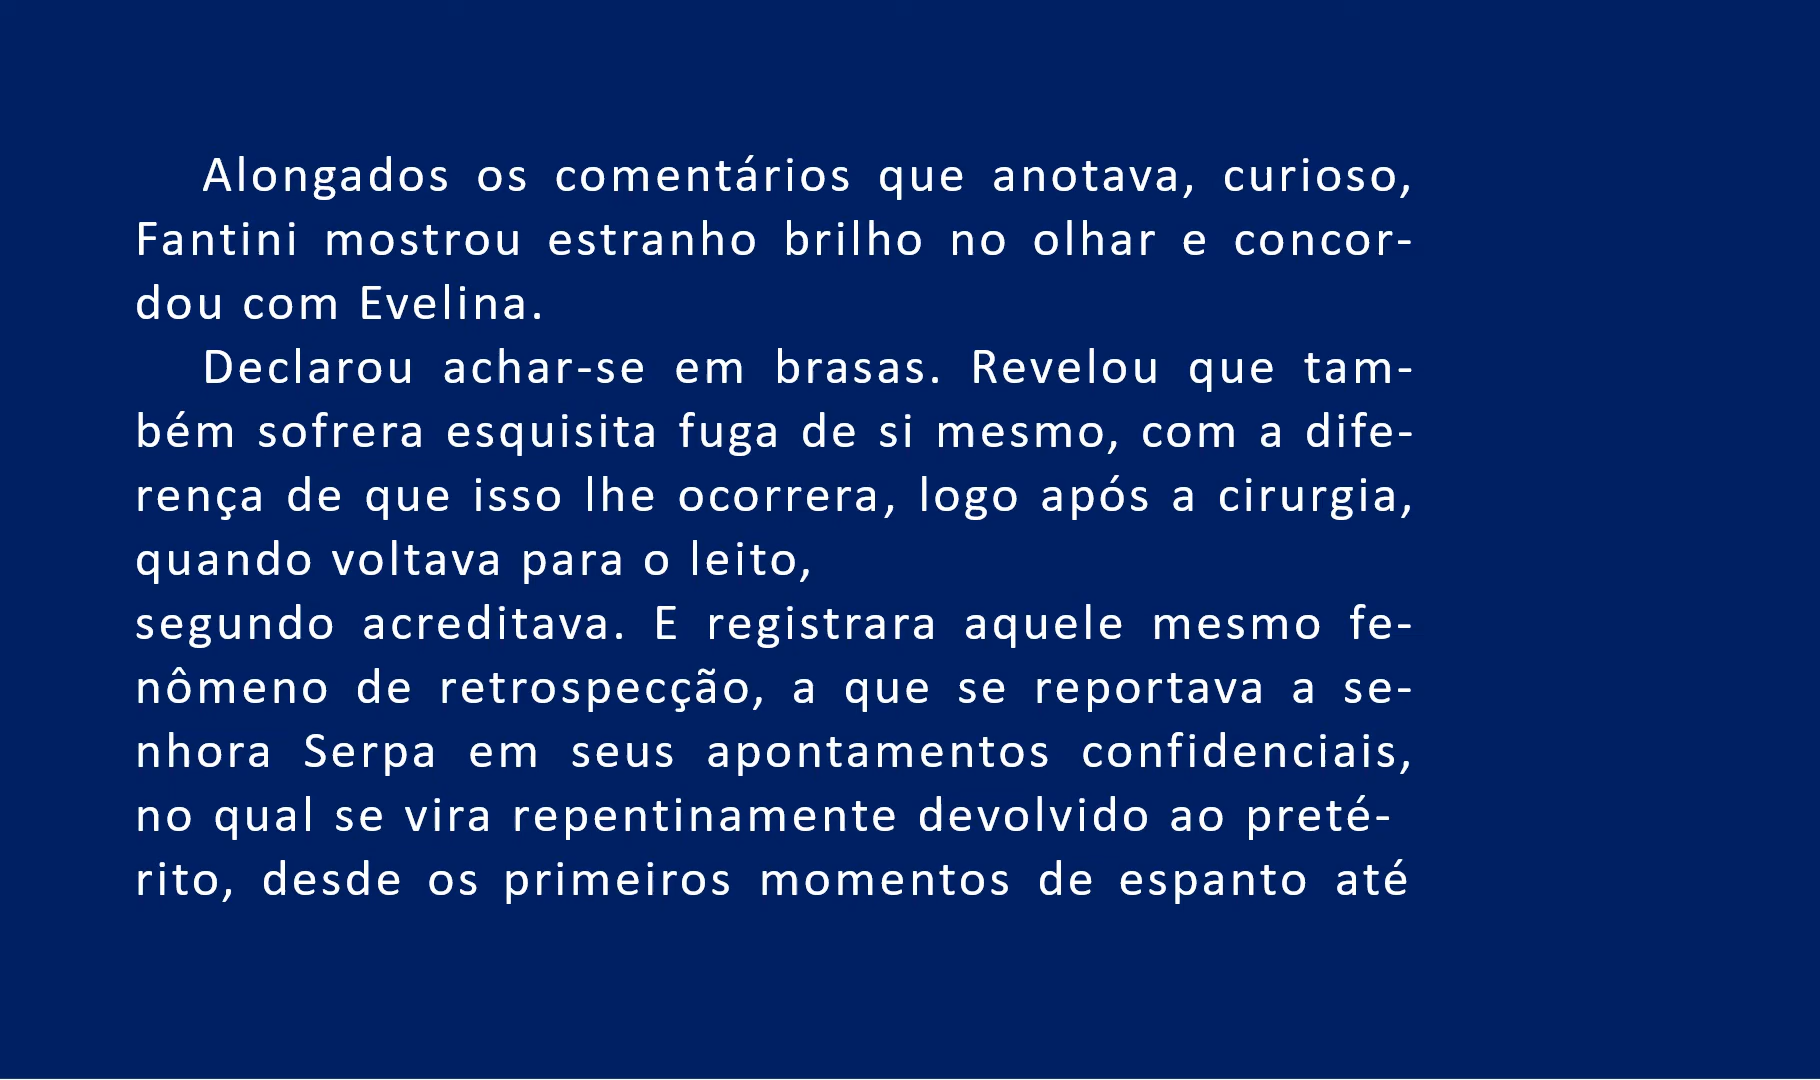 Alongados os comentários que anotava, curioso,
Fantini mostrou estranho brilho no olhar e concor-
dou com Evelina.
Declarou achar-se em brasas. Revelou que tam-
bém sofrera esquisita fuga de si mesmo, com a dife-
rença de que isso lhe ocorrera, logo após a cirurgia,
quando voltava para o leito,
segundo acreditava. E registrara aquele mesmo fe-
nômeno de retrospecção, a que se reportava a se-
nhora Serpa em seus apontamentos confidenciais,
no qual se vira repentinamente devolvido ao preté-
rito, desde os primeiros momentos de espanto até